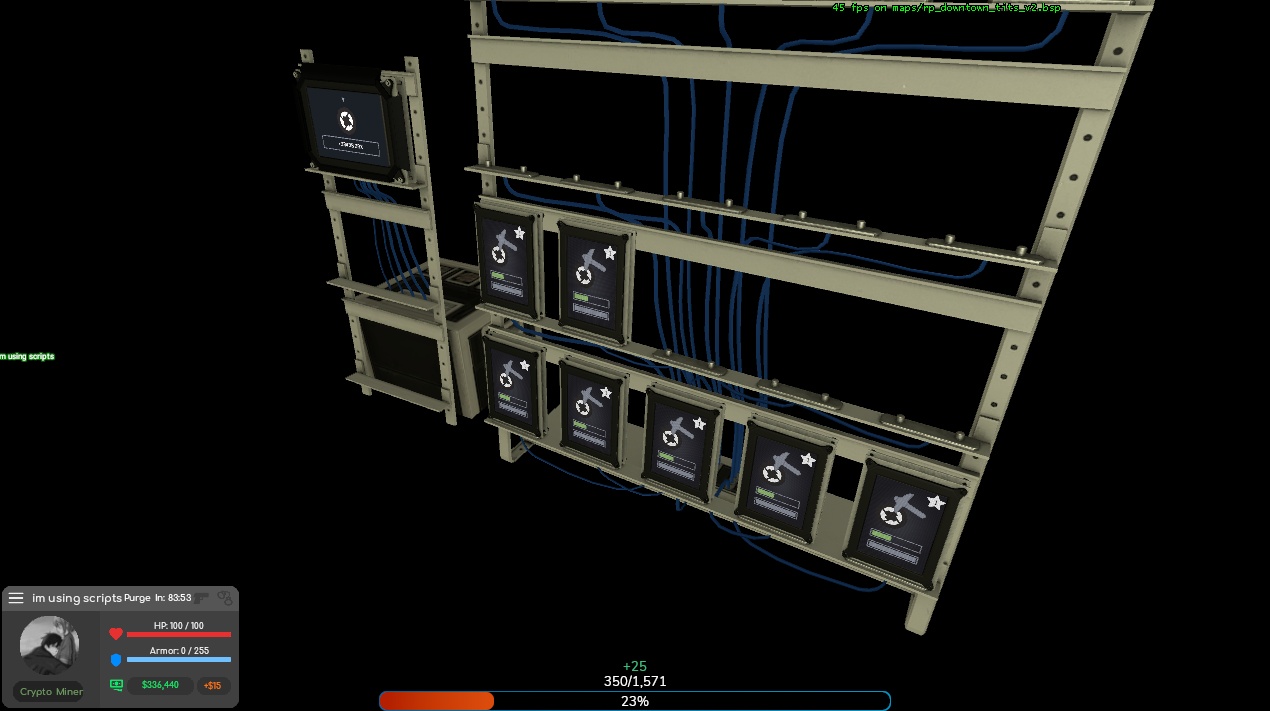 45 fps on maps/rp_downtown_tits_v2.bsp
im using scripts
im using scripts Purge In: 83:53
HP: 100 / 100
Armor: 0 / 255
$336,440 +$15
Crypto Miner
+25
350/1,571
23%